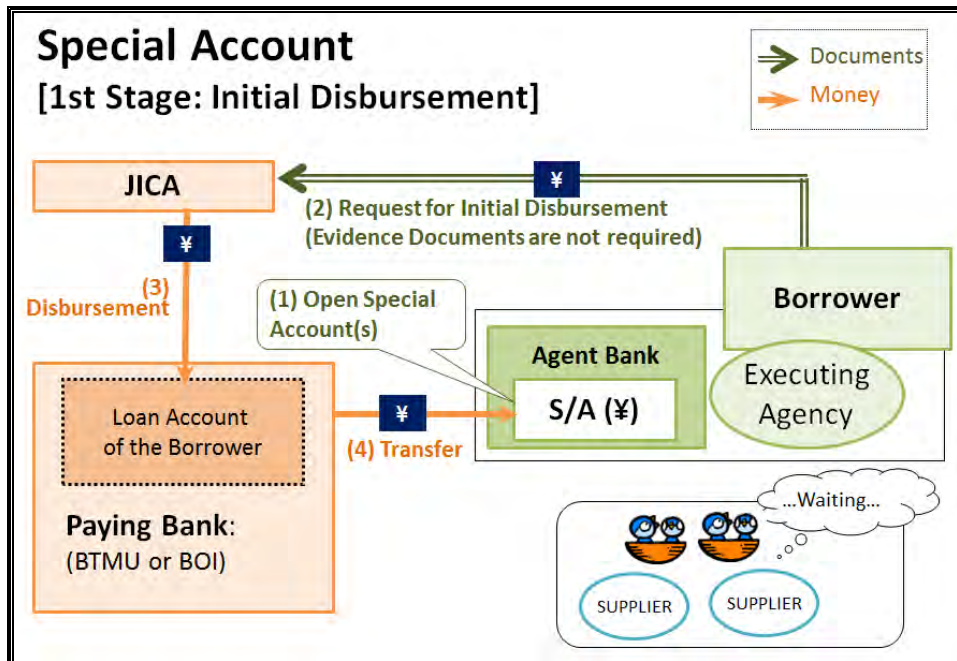 Special Account
[1st Stage: Initial Disbursement]
Documents
Money
JICA
¥
(2) Request for Initial Disbursement
(Evidence Documents are not required)
¥
(3)
Disbursement
(1) Open Special
Account(s)
Borrower
Agent Bank
S/A (¥)
Executing
Agency
Loan Account
of the Borrower
¥
(4) Transfer
Paying Bank:
(BTMU or BOI)
...Waiting...
SUPPLIER
SUPPLIER